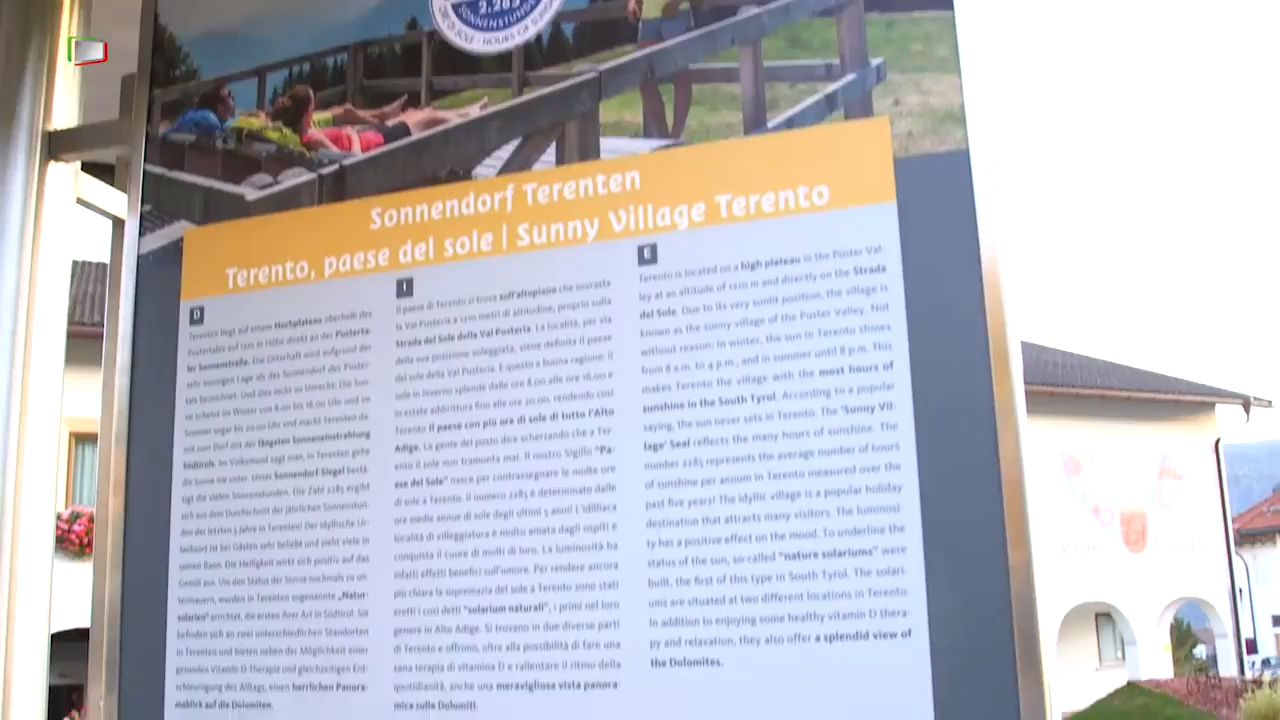 2.285
SONNENSTUNDEN
HOURS OF SUN
Sonnendorf Terenten
Terento, paese del sole | Sunny Village Terento
D
Terenten liegt auf einem Hochplateau oberhalb des
Pustertales auf 1210 m Höhe direkt an der Pusterta-
ler Sonnenstraße. Die Ortschaft wird aufgrund der
sehr sonnigen Lage als das Sonnendorf des Puster-
tals bezeichnet. Und dies nicht zu Unrecht: Die Son-
ne scheint im Winter von 8.00 bis 16.00 Uhr und im
Sommer sogar bis 20.00 Uhr und macht Terenten da-
mit zum Dorf mit der längsten Sonneneinstrahlung
Südtirols. Im Volksmund sagt man, in Terenten gehe
die Sonne nie unter. Unser Sonnendorf-Siegel bestä-
tigt die vielen Sonnenstunden. Die Zahl 2285 ergibt
sich aus dem Durchschnitt der jährlichen Sonnenstun-
den der letzten 5 Jahre in Terenten! Der idyllische Ur-
laubsort ist bei Gästen sehr beliebt und zieht viele in
seinen Bann. Die Helligkeit wirkt sich positiv auf das
Gemüt aus. Um den Status der Sonne nochmals zu un-
termauern, wurden in Terenten sogenannte „Natur-
solarien" errichtet, die ersten ihrer Art in Südtirol. Sie
befinden sich an zwei unterschiedlichen Standorten
in Terenten und bieten neben der Möglichkeit einer
gesunden Vitamin D-Therapie und gleichzeitigen Ent-
schleunigung des Alltags, einen herrlichen Panora-
mablick auf die Dolomiten.
I
Il paese di Terento si trova sull'altopiano che sovrasta
la Val Pusteria a 1210 metri di altitudine, proprio sulla
Strada del Sole della Val Pusteria. La località, per via
della sua posizione soleggiata, viene definita il paese
del sole della Val Pusteria. E questo a buona ragione: il
sole in inverno splende dalle ore 8.00 alle ore 16.00 e
in estate addirittura fino alle ore 20.00, rendendo così
Terento il paese con più ore di sole di tutto l'Alto
Adige. La gente del posto dice scherzando che a Ter-
ento il sole non tramonta mai. Il nostro Sigillo "Pa-
ese del Sole" nasce per contrassegnare le molte ore
di sole a Terento. Il numero 2285 è determinato dalle
ore medie annue di sole degli ultimi 5 anni! L'idilliaca
località di villeggiatura è molto amata dagli ospiti e
conquista il cuore di molti di loro. La luminosità ha
infatti effetti benefici sull'umore. Per rendere ancora
più chiara la supremazia del sole a Terento sono stati
eretti i così detti "solarium naturali", i primi nel loro
genere in Alto Adige. Si trovano in due diverse parti
di Terento e offrono, oltre alla possibilità di fare una
sana terapia di vitamina D e rallentare il ritmo della
quotidianità, anche una meravigliosa vista panora-
mica sulle Dolomiti.
E
Terento is located on a high plateau in the Puster Val-
ley at an altitude of 1210 m and directly on the Strada
del Sole. Due to its very sunlit position, the village is
known as the sunny village of the Puster Valley. Not
without reason: In winter, the sun in Terento shines
from 8 a.m. to 4 p.m., and in summer until 8 p.m. This
makes Terento the village with the most hours of
sunshine in the South Tyrol. According to a popular
saying, the sun never sets in Terento. The 'Sunny Vil-
lage' Seal reflects the many hours of sunshine. The
number 2285 represents the average number of hours
of sunshine per annum in Terento measured over the
past five years! The idyllic village is a popular holiday
destination that attracts many visitors. The luminosi-
ty has a positive effect on the mood. To underline the
status of the sun, so-called "nature solariums" were
built, the first of this type in South Tyrol. The solari-
ums are situated at two different locations in Terento.
In addition to enjoying some healthy vitamin D thera-
py and relaxation, they also offer a splendid view of
the Dolomites.